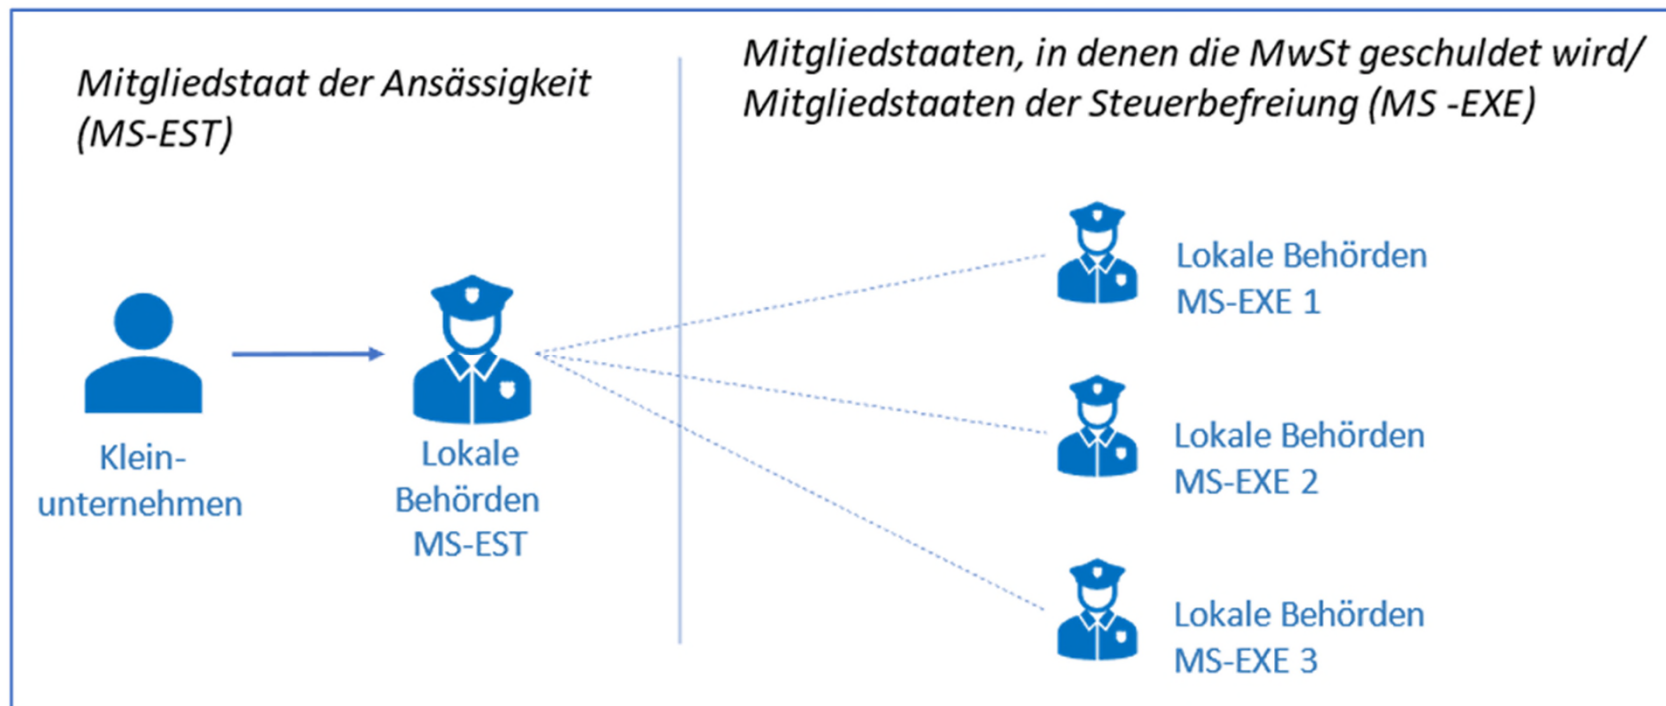 Mitgliedstaat der Ansässigkeit
(MS-EST)
Mitgliedstaaten, in denen die MwSt geschuldet wird/
Mitgliedstaaten der Steuerbefreiung (MS -EXE)
Klein-
unternehmen
Lokale
Behörden
MS-EST
Lokale Behörden
MS-EXE 1
Lokale Behörden
MS-EXE 2
Lokale Behörden
MS-EXE 3